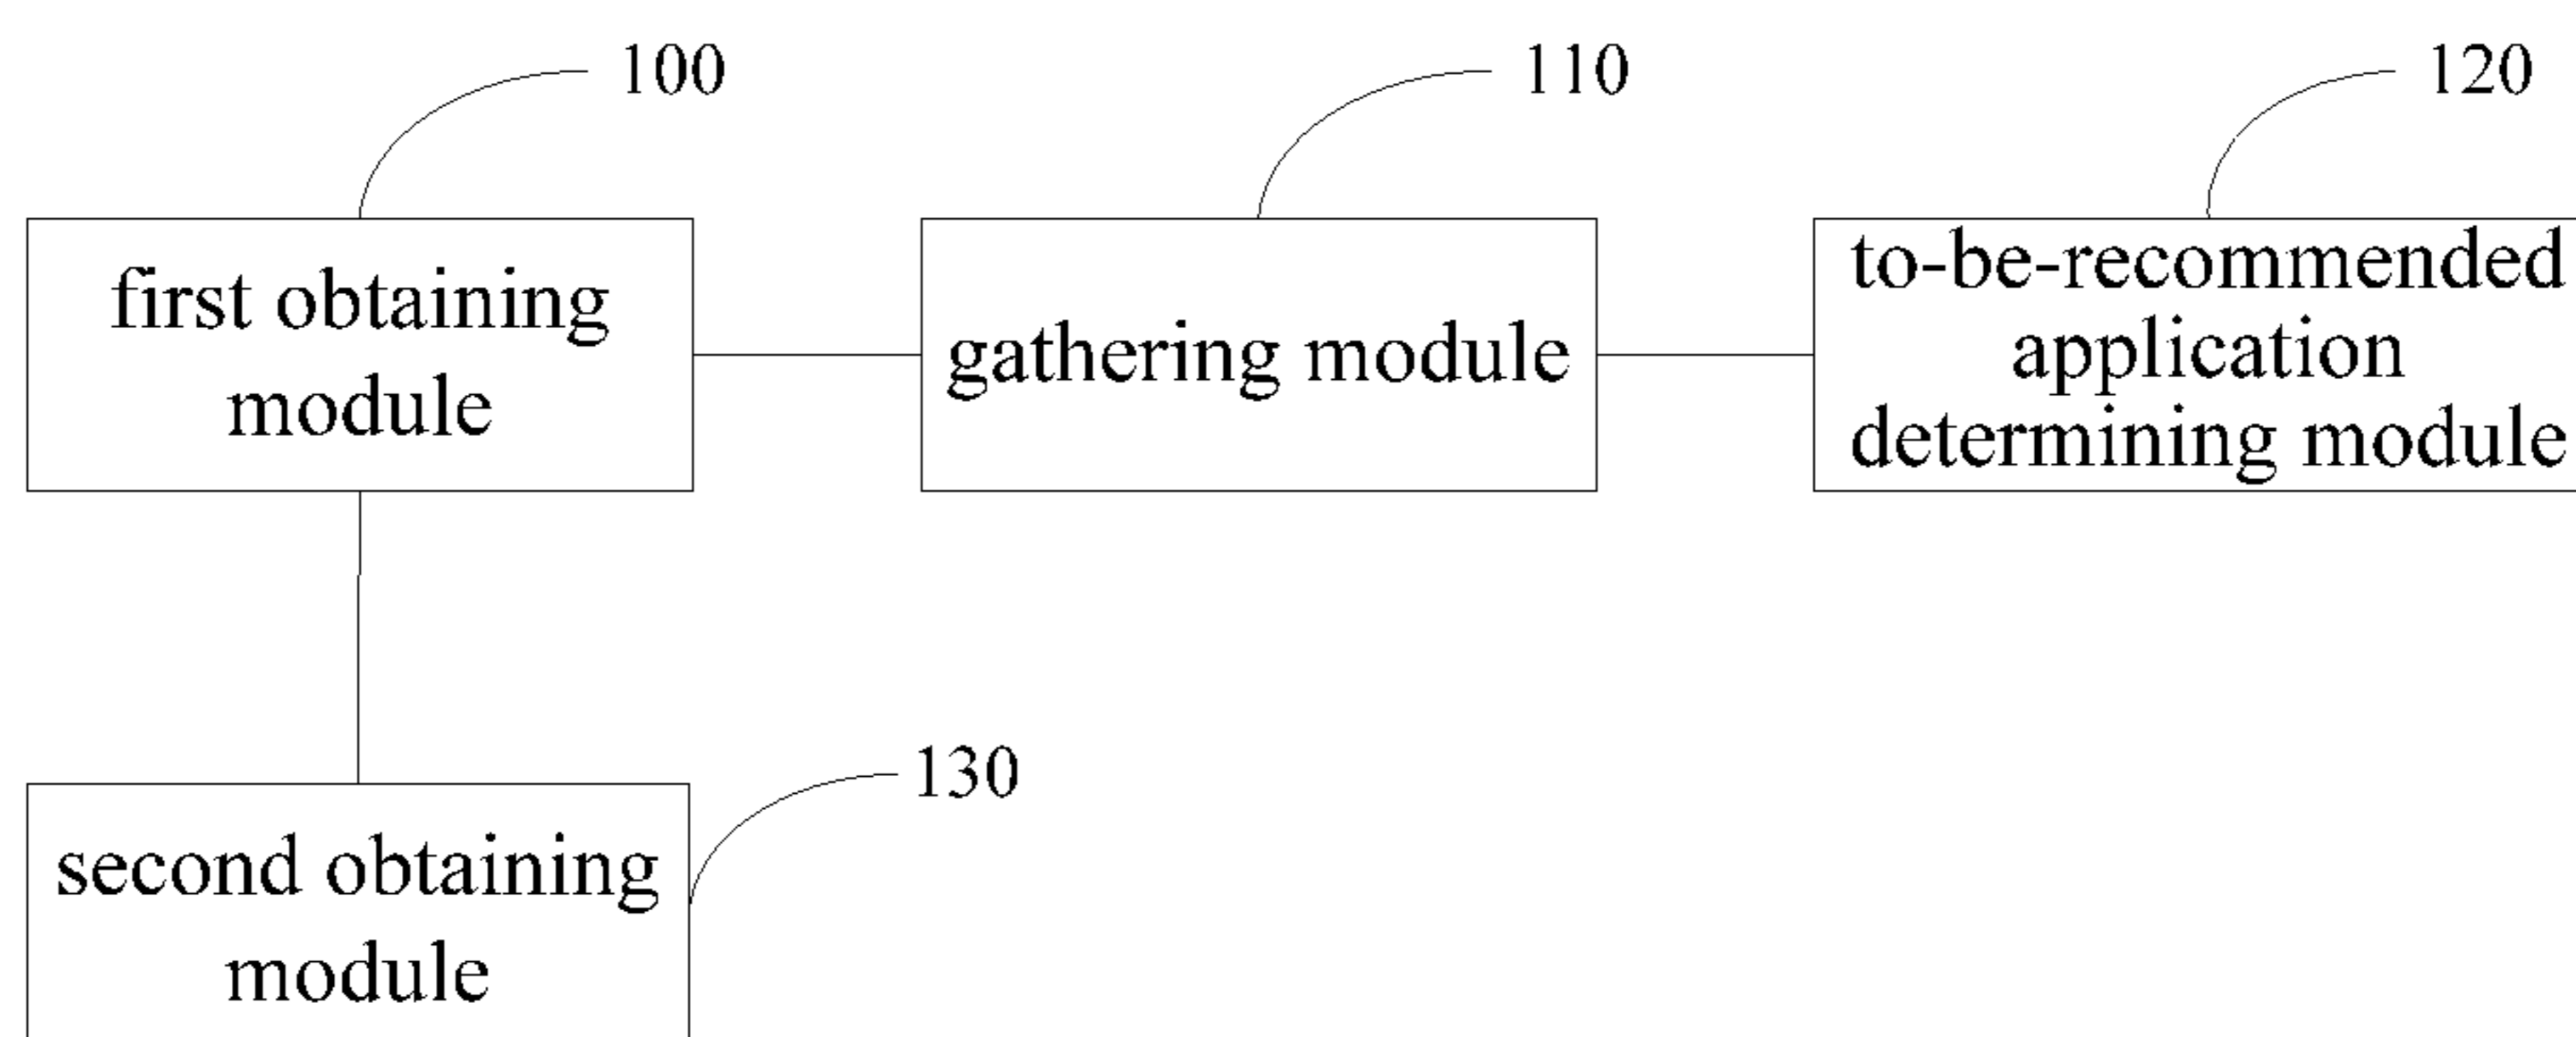 100
110
120
first obtaining
module
gathering module
to-be-recommended
application
determining module
130
second obtaining
module